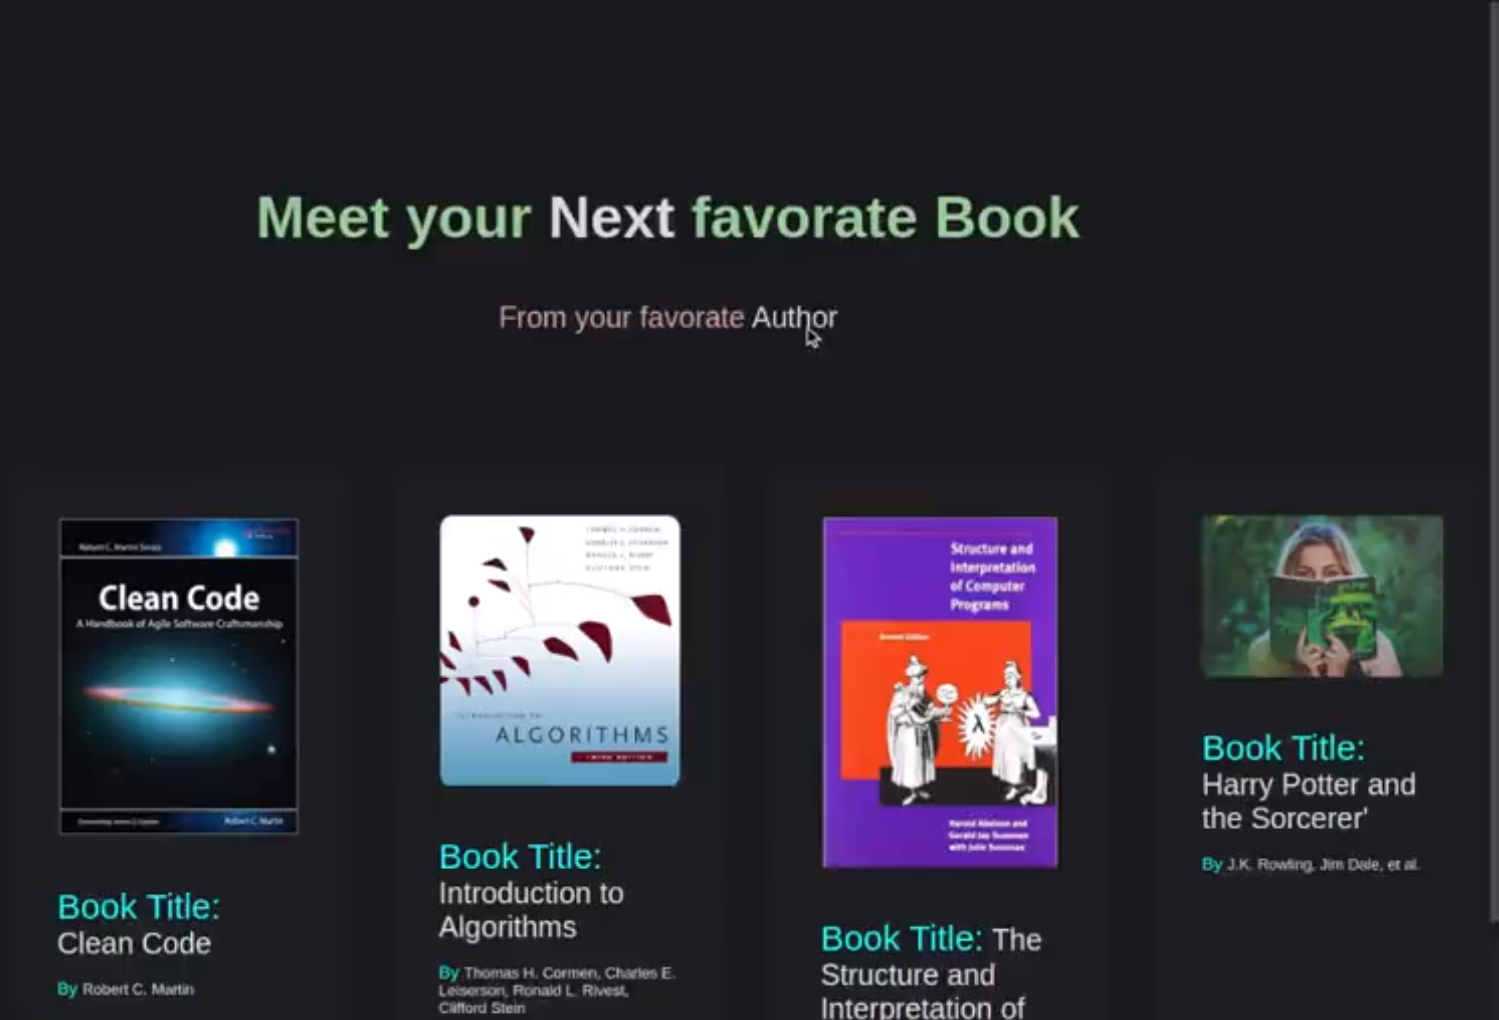 Meet your Next favorate Book
From your favorate Author
Robert C. Martin Series
Clean Code
A Handbook of Agile Software Craftsmanship
Robert C. Martin
Book Title:
Clean Code
By Robert C. Martin
ALGORITHMS
Book Title:
Introduction to
Algorithms
By Thomas H. Cormen, Charles E.
Leiserson, Ronald L. Rivest,
Clifford Stein
Structure and
Interpretation
of Computer
Programs
Second Edition
λ
Harold Abelson and
Gerald Jay Sussman
with Julie Sussman
Book Title: The
Structure and
Interpretation of
Book Title:
Harry Potter and
the Sorcerer'
By J.K. Rowling, Jim Dale, et al.